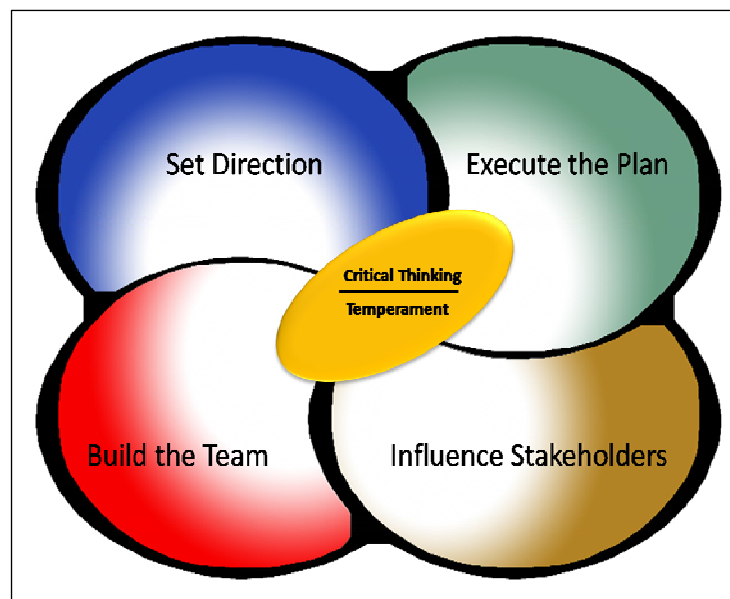 Set Direction
Execute the Plan
Critical Thinking
Temperament
Build the Team
Influence Stakeholders